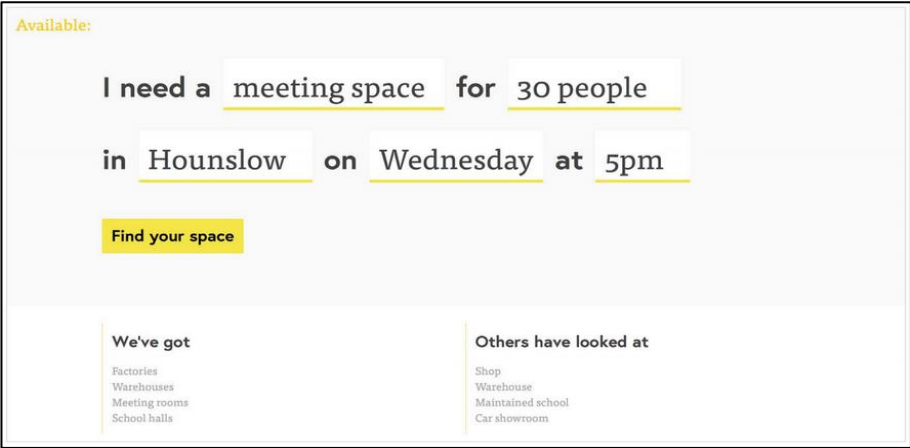 Available:
I need a meeting space for 30 people
in Hounslow on Wednesday at 5pm
Find your space
We've got
Factories
Warehouses
Meeting rooms
School halls
Others have looked at
Shop
Warehouse
Maintained school
Car showroom